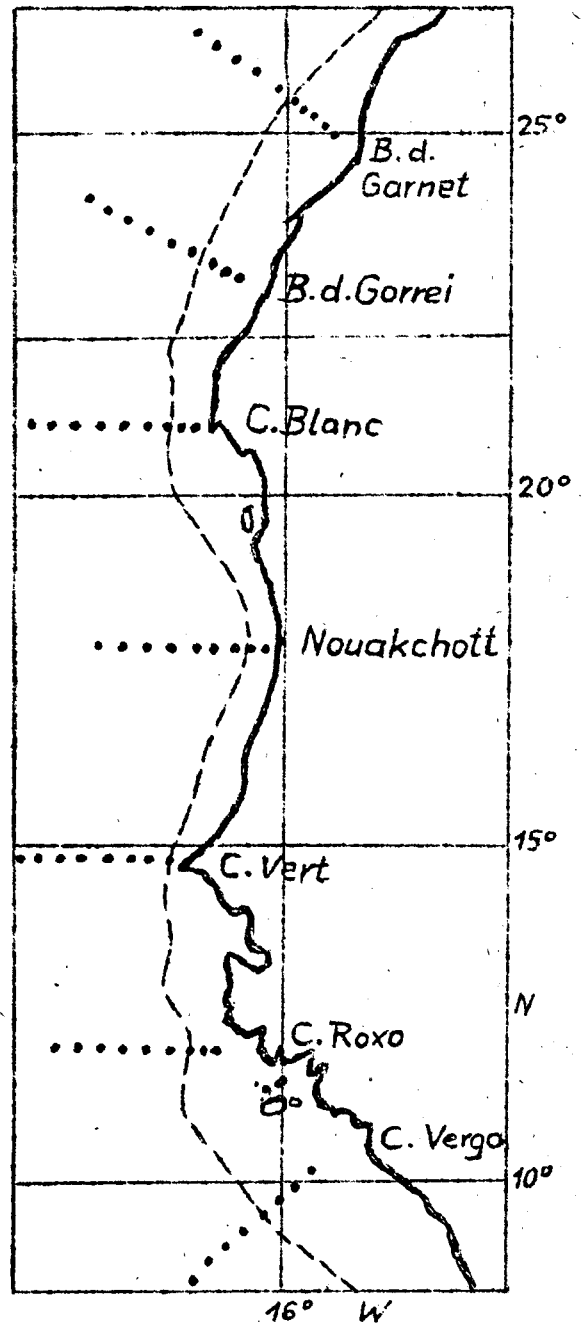 25°
B.d.
Garnet
B.d.Gorrei
C.Blanc
20°
Nouakchott
15°
C.Vert
N
C. Roxo
C. Verga
10°
16° W